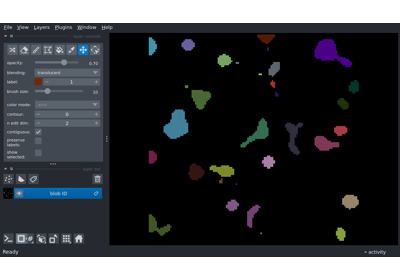 File View Layers Plugins Window Help
opacity: 0.70
blending: translucent
label: 1
brush size: 10
color mode:
contour: 0
n edit dim: 2
contiguous:
preserve labels:
show selected:
blob ID
Ready
activity